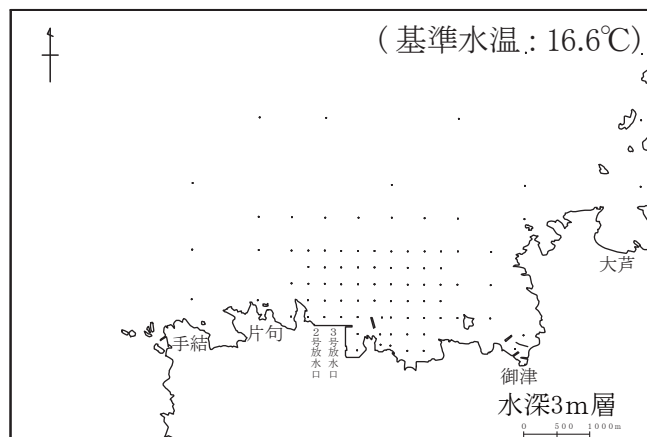 (基準水温：16.6℃)
大芦
手結
片句
2号放水口
3号放水口
御津
水深3m層
0 500 1000m